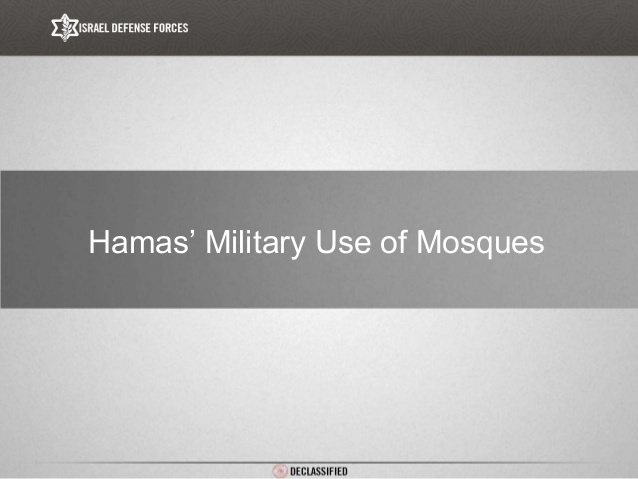 ISRAEL DEFENSE FORCES
Hamas’ Military Use of Mosques
DECLASSIFIED